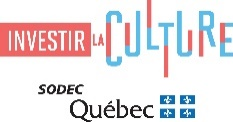 INVESTIR LA CULTURE
SODEC
Québec